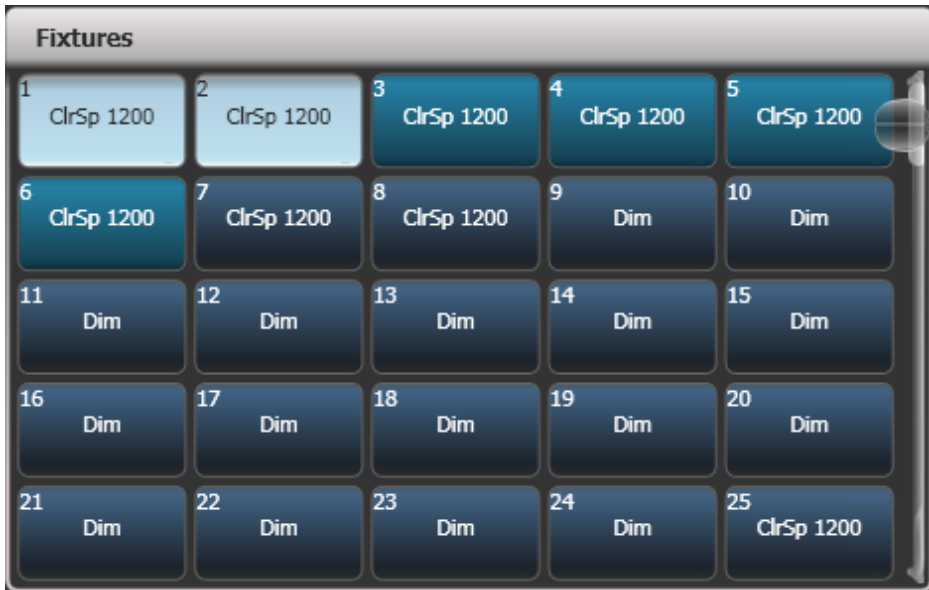 Fixtures
1 ClrSp 1200
2 ClrSp 1200
3 ClrSp 1200
4 ClrSp 1200
5 ClrSp 1200
6 ClrSp 1200
7 ClrSp 1200
8 ClrSp 1200
9 Dim
10 Dim
11 Dim
12 Dim
13 Dim
14 Dim
15 Dim
16 Dim
17 Dim
18 Dim
19 Dim
20 Dim
21 Dim
22 Dim
23 Dim
24 Dim
25 ClrSp 1200